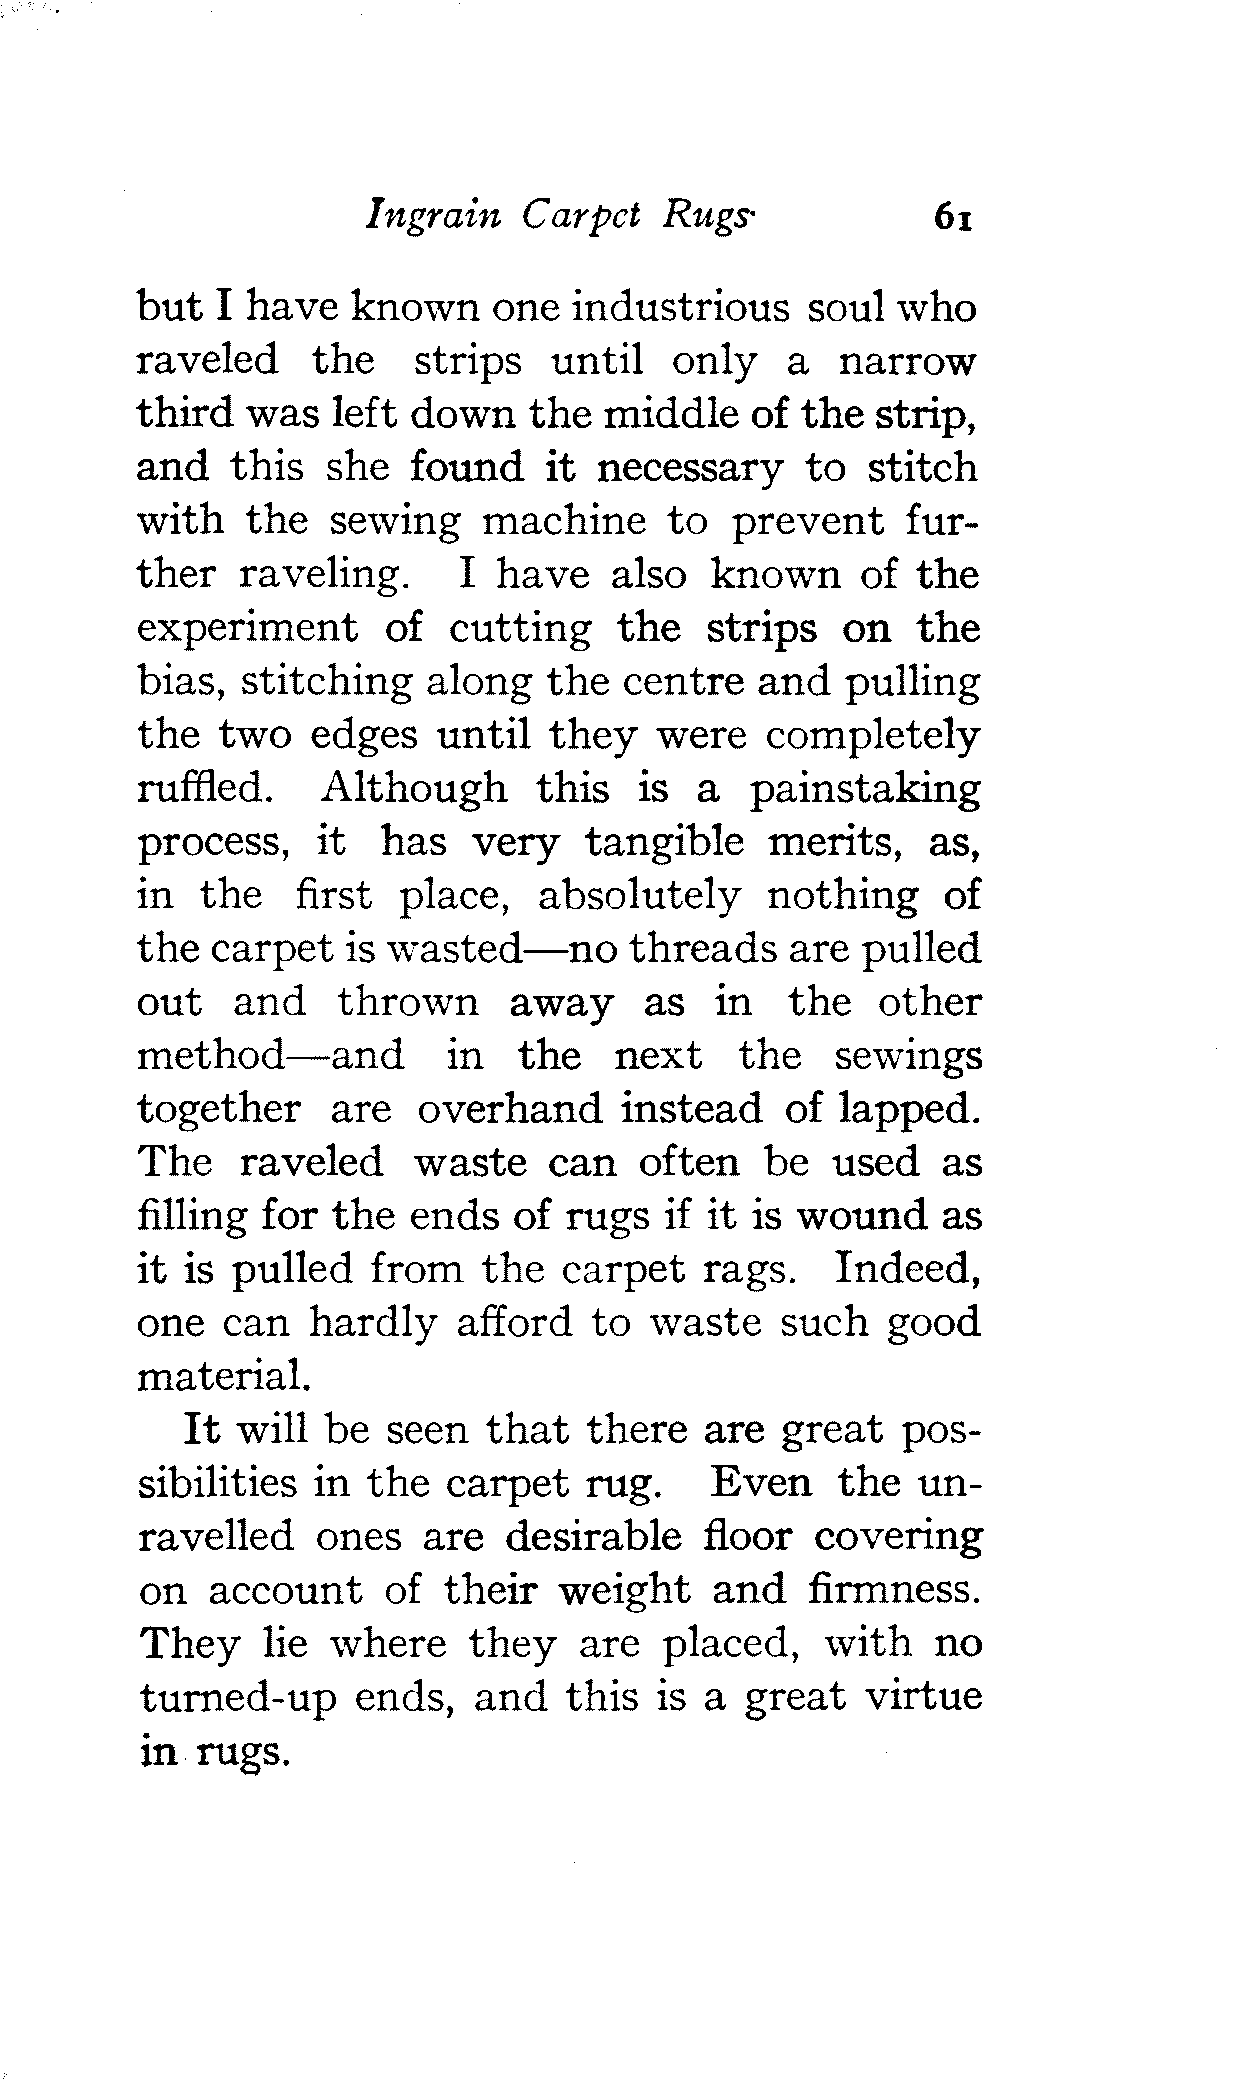 Ingrain Carpet Rugs 61
but I have known one industrious soul who
raveled the strips until only a narrow
third was left down the middle of the strip,
and this she found it necessary to stitch
with the sewing machine to prevent fur-
ther raveling. I have also known of the
experiment of cutting the strips on the
bias, stitching along the centre and pulling
the two edges until they were completely
ruffled. Although this is a painstaking
process, it has very tangible merits, as,
in the first place, absolutely nothing of
the carpet is wasted—no threads are pulled
out and thrown away as in the other
method—and in the next the sewings
together are overhand instead of lapped.
The raveled waste can often be used as
filling for the ends of rugs if it is wound as
it is pulled from the carpet rags. Indeed,
one can hardly afford to waste such good
material.
It will be seen that there are great pos-
sibilities in the carpet rug. Even the un-
ravelled ones are desirable floor covering
on account of their weight and firmness.
They lie where they are placed, with no
turned-up ends, and this is a great virtue
in rugs.